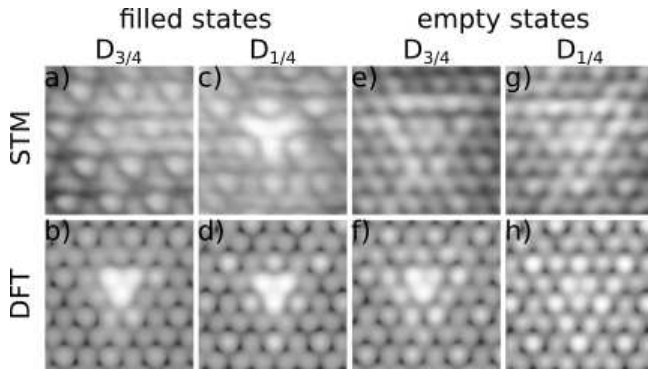 filled states empty states
D3/4 D1/4 D3/4 D1/4
STM a) c) e) g)
DFT b) d) f) h)